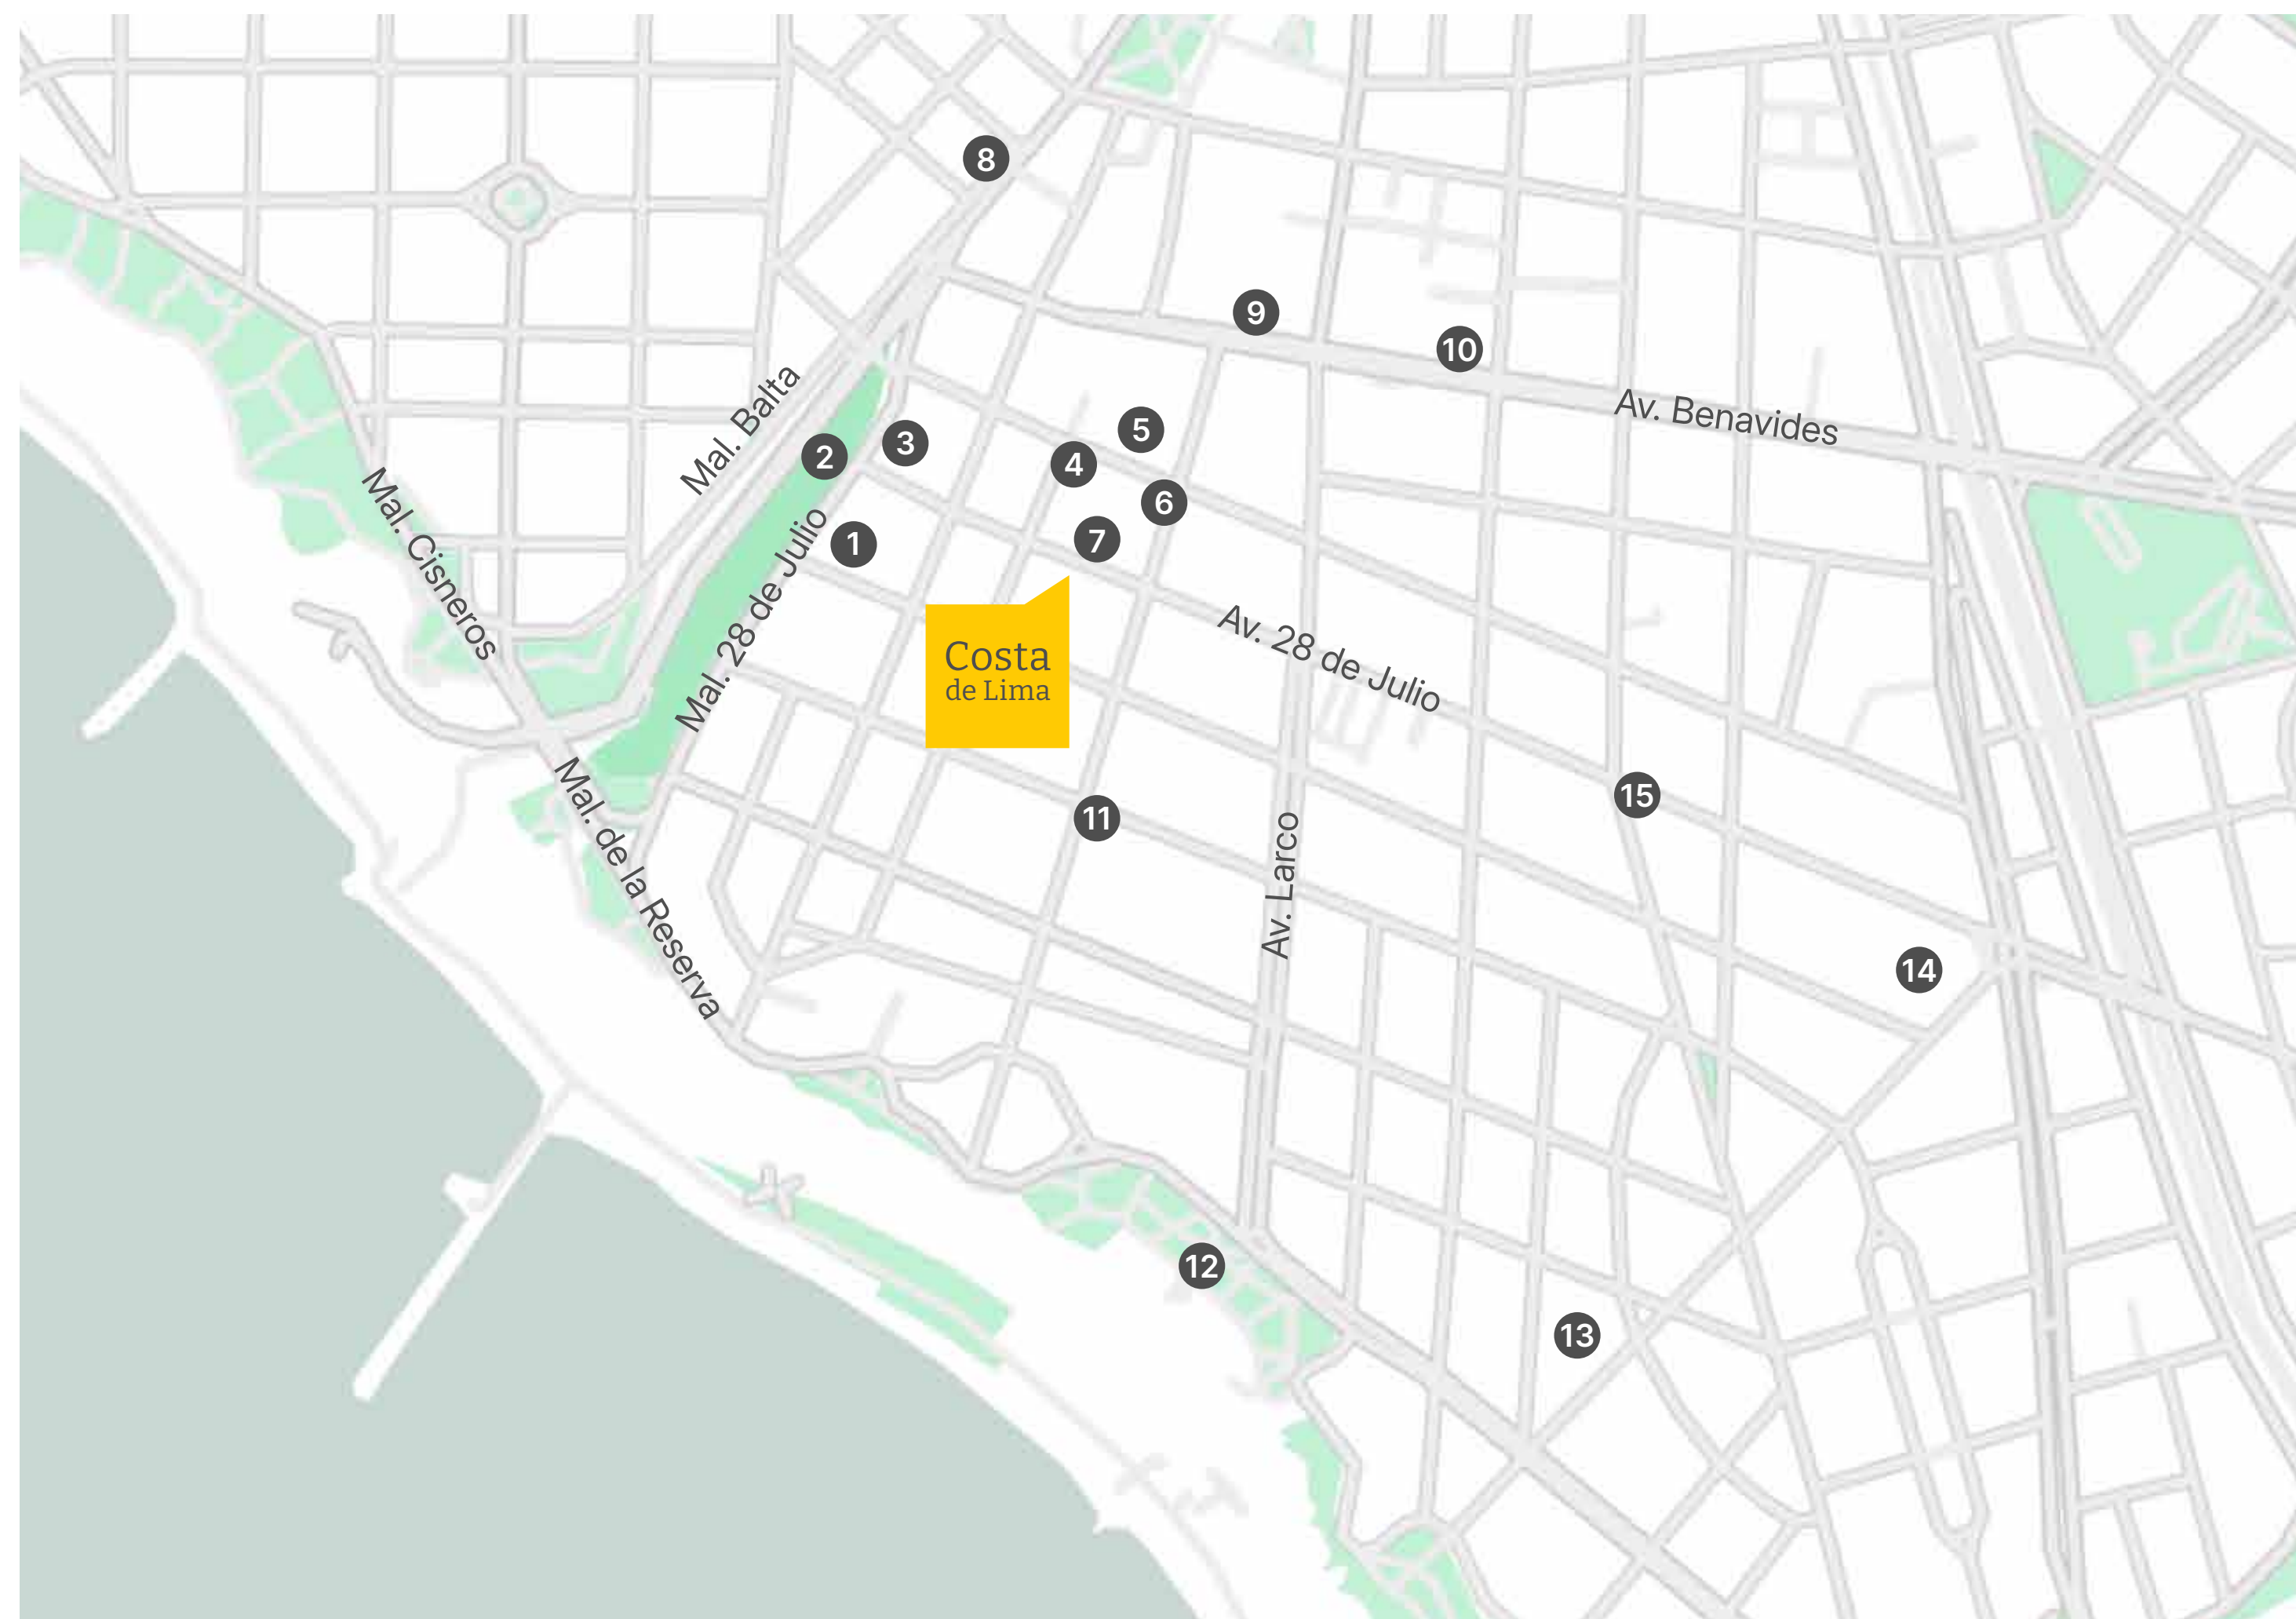 8
9
10
Mal. Balta
Av. Benavides
2
3
5
4
6
1
7
Mal. Cisneros
Mal. 28 de Julio
Costa
de Lima
Av. 28 de Julio
15
11
Mal. de la Reserva
Av. Larco
14
12
13